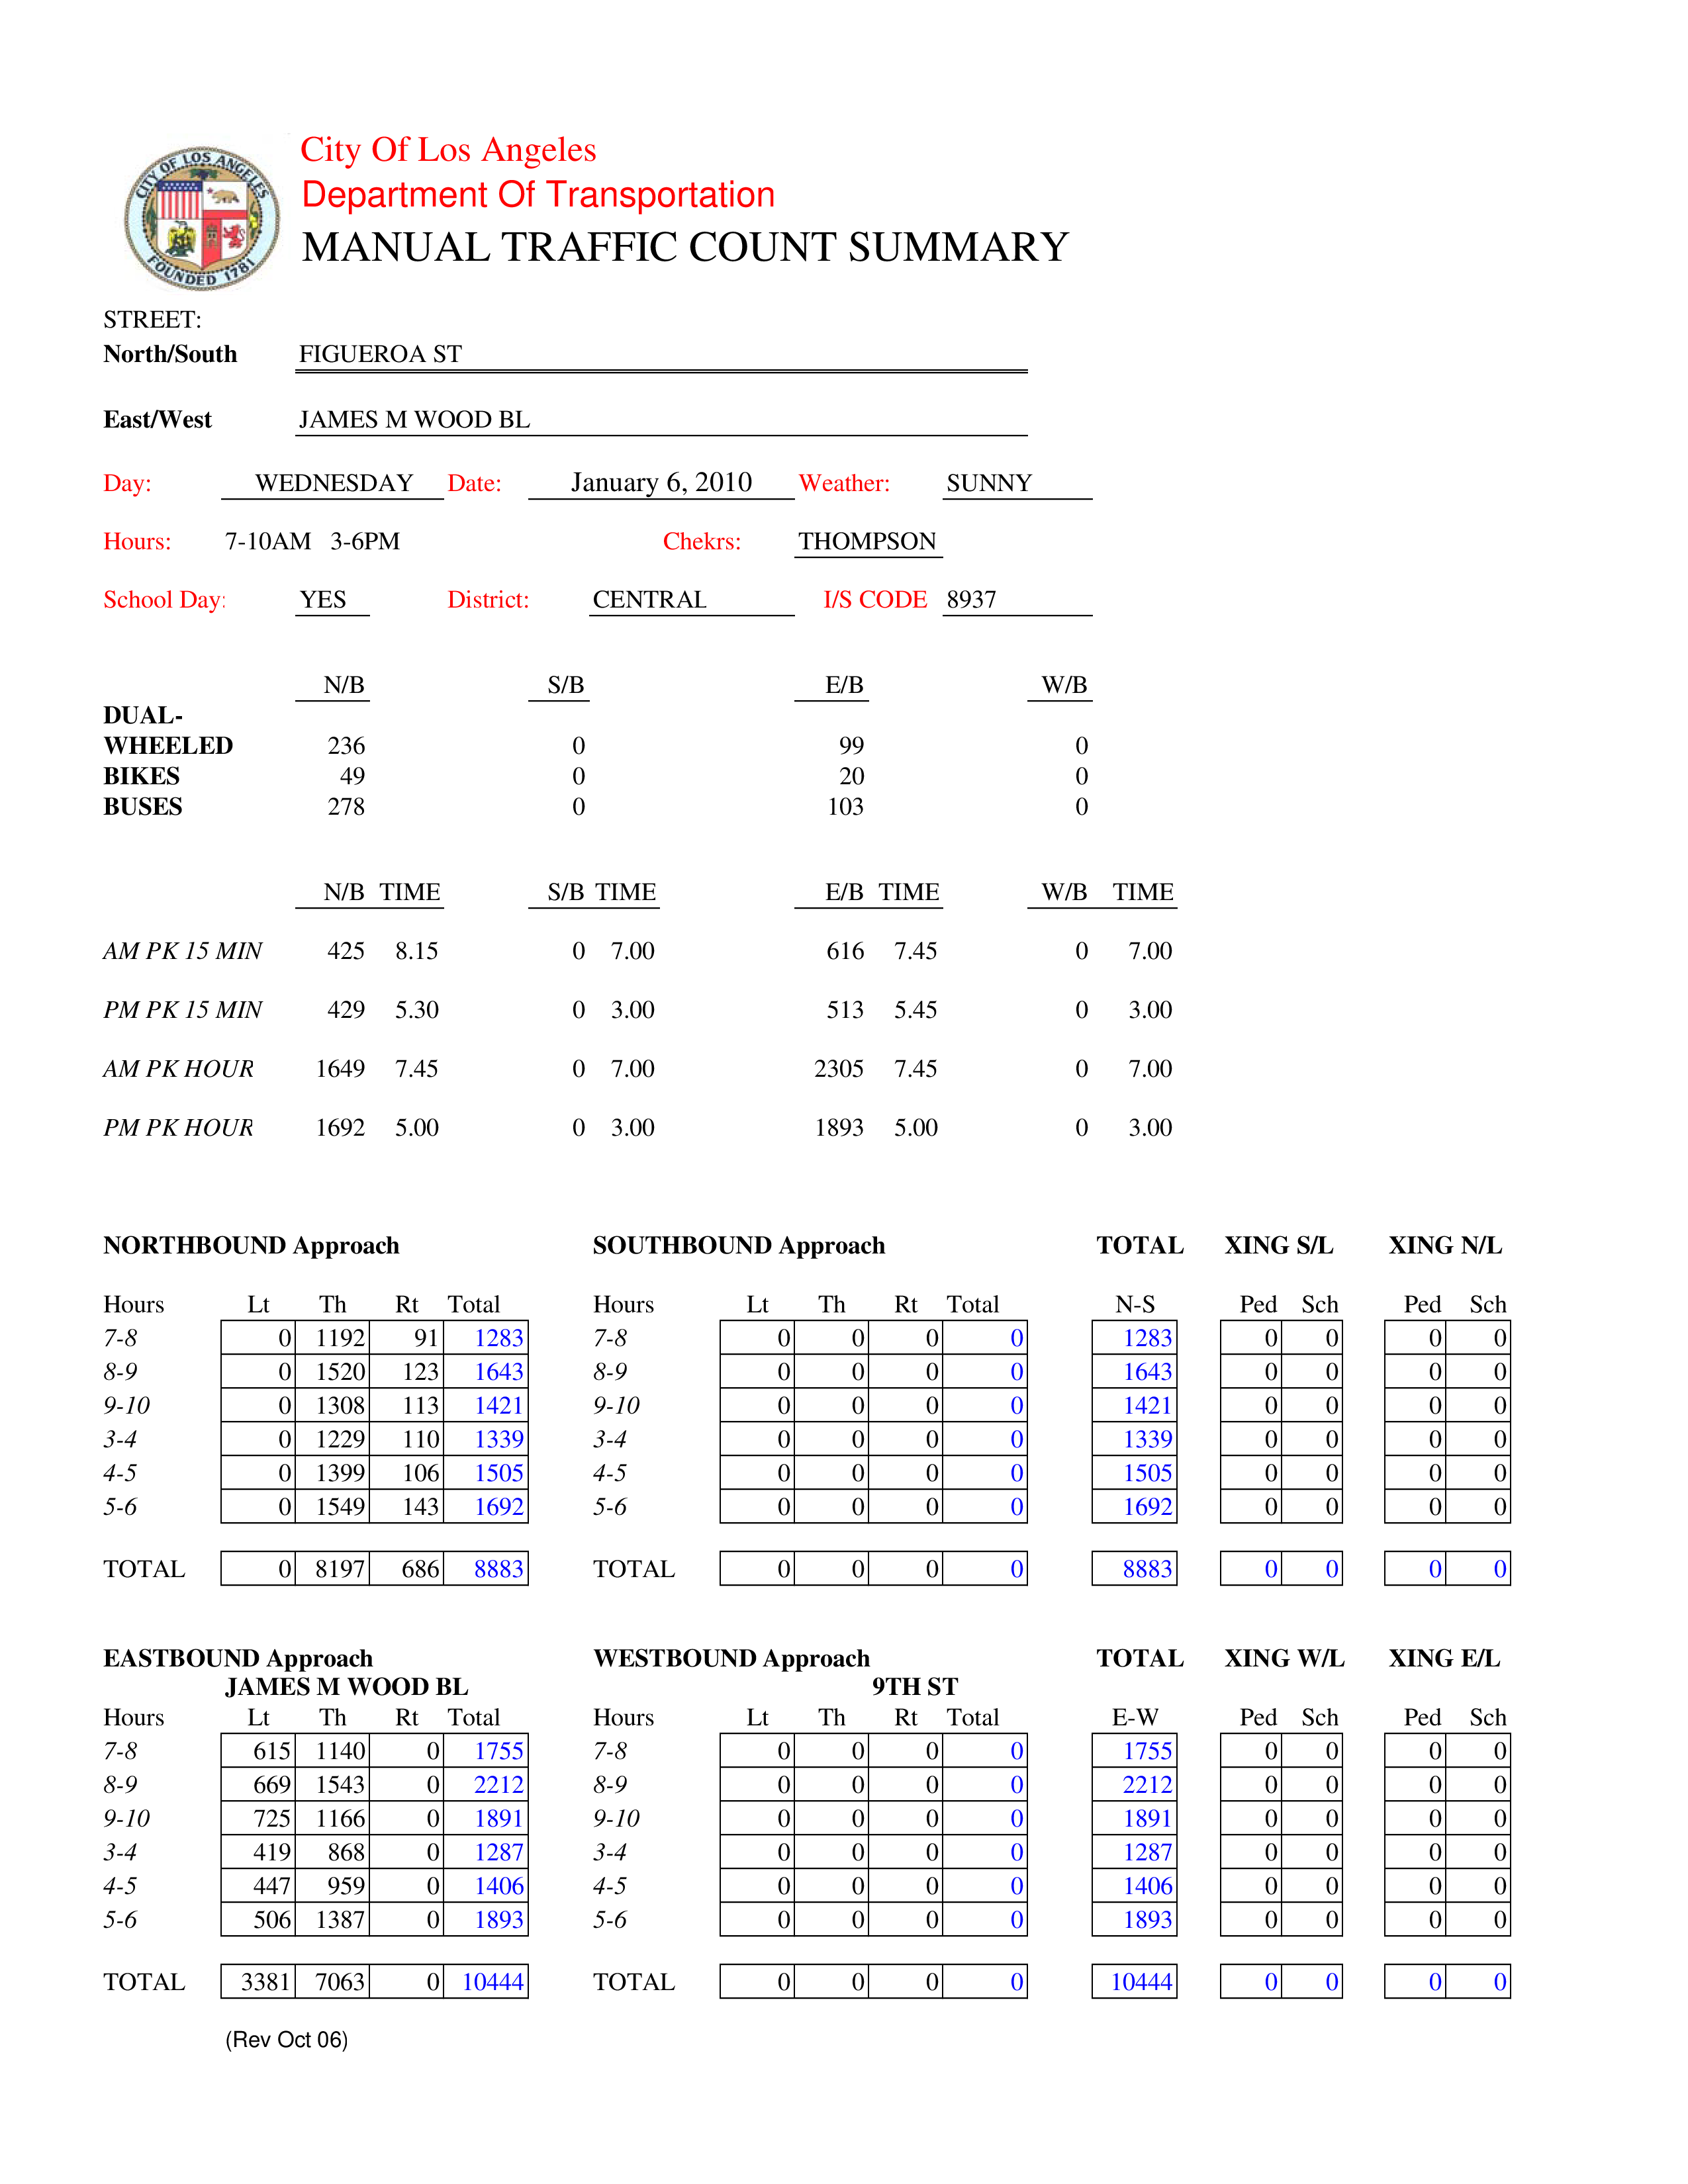 CITY OF LOS ANGELES
FOUNDED 1781
City Of Los Angeles
Department Of Transportation
MANUAL TRAFFIC COUNT SUMMARY
STREET:
North/South FIGUEROA ST
East/West JAMES M WOOD BL
Day: WEDNESDAY Date: January 6, 2010 Weather: SUNNY
Hours: 7-10AM 3-6PM Chekrs: THOMPSON
School Day: YES District: CENTRAL I/S CODE 8937
N/B S/B E/B W/B
DUAL-
WHEELED 236 0 99 0
BIKES 49 0 20 0
BUSES 278 0 103 0
N/B TIME S/B TIME E/B TIME W/B TIME
AM PK 15 MIN 425 8.15 0 7.00 616 7.45 0 7.00
PM PK 15 MIN 429 5.30 0 3.00 513 5.45 0 3.00
AM PK HOUR 1649 7.45 0 7.00 2305 7.45 0 7.00
PM PK HOUR 1692 5.00 0 3.00 1893 5.00 0 3.00
NORTHBOUND Approach SOUTHBOUND Approach TOTAL XING S/L XING N/L
Hours Lt Th Rt Total Hours Lt Th Rt Total N-S Ped Sch Ped Sch
7-8 0 1192 91 1283 7-8 0 0 0 0 1283 0 0 0 0
8-9 0 1520 123 1643 8-9 0 0 0 0 1643 0 0 0 0
9-10 0 1308 113 1421 9-10 0 0 0 0 1421 0 0 0 0
3-4 0 1229 110 1339 3-4 0 0 0 0 1339 0 0 0 0
4-5 0 1399 106 1505 4-5 0 0 0 0 1505 0 0 0 0
5-6 0 1549 143 1692 5-6 0 0 0 0 1692 0 0 0 0
TOTAL 0 8197 686 8883 TOTAL 0 0 0 0 8883 0 0 0 0
EASTBOUND Approach WESTBOUND Approach TOTAL XING W/L XING E/L
JAMES M WOOD BL 9TH ST
Hours Lt Th Rt Total Hours Lt Th Rt Total E-W Ped Sch Ped Sch
7-8 615 1140 0 1755 7-8 0 0 0 0 1755 0 0 0 0
8-9 669 1543 0 2212 8-9 0 0 0 0 2212 0 0 0 0
9-10 725 1166 0 1891 9-10 0 0 0 0 1891 0 0 0 0
3-4 419 868 0 1287 3-4 0 0 0 0 1287 0 0 0 0
4-5 447 959 0 1406 4-5 0 0 0 0 1406 0 0 0 0
5-6 506 1387 0 1893 5-6 0 0 0 0 1893 0 0 0 0
TOTAL 3381 7063 0 10444 TOTAL 0 0 0 0 10444 0 0 0 0
(Rev Oct 06)